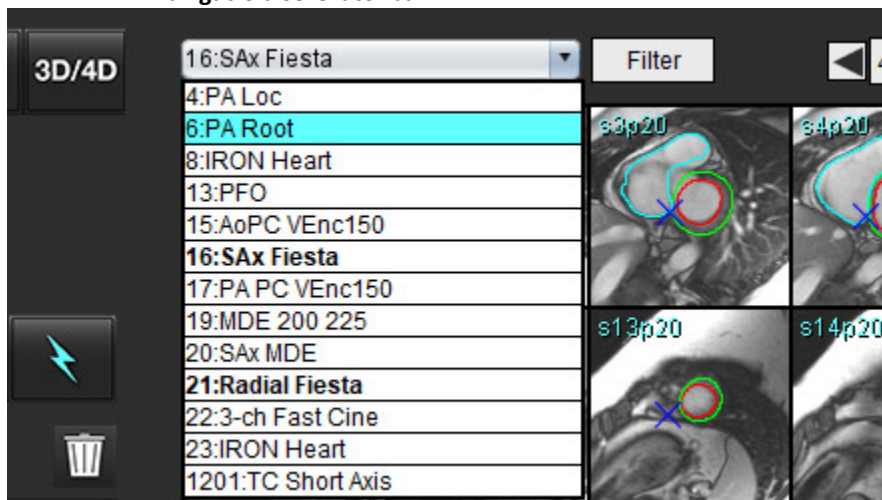 3D/4D
16:SAx Fiesta
Filter
4:PA Loc
6:PA Root
8:IRON Heart
13:PFO
15:AoPC VEnc150
16:SAx Fiesta
17:PA PC VEnc150
19:MDE 200 225
20:SAx MDE
21:Radial Fiesta
22:3-ch Fast Cine
23:IRON Heart
1201:TC Short Axis
s3p20
s4p20
s13p20
s14p20